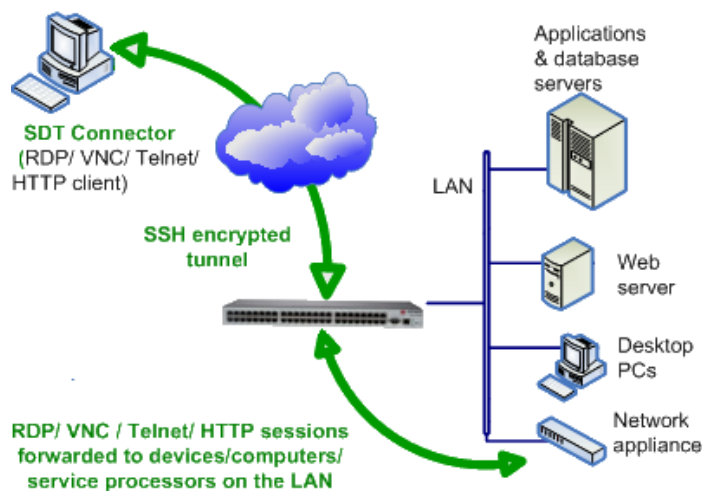 Applications
& database
servers
SDT Connector
(RDP/ VNC/ Telnet/
HTTP client)
LAN
SSH encrypted
tunnel
Web
server
Desktop
PCs
Network
appliance
RDP/ VNC / Telnet/ HTTP sessions
forwarded to devices/computers/
service processors on the LAN